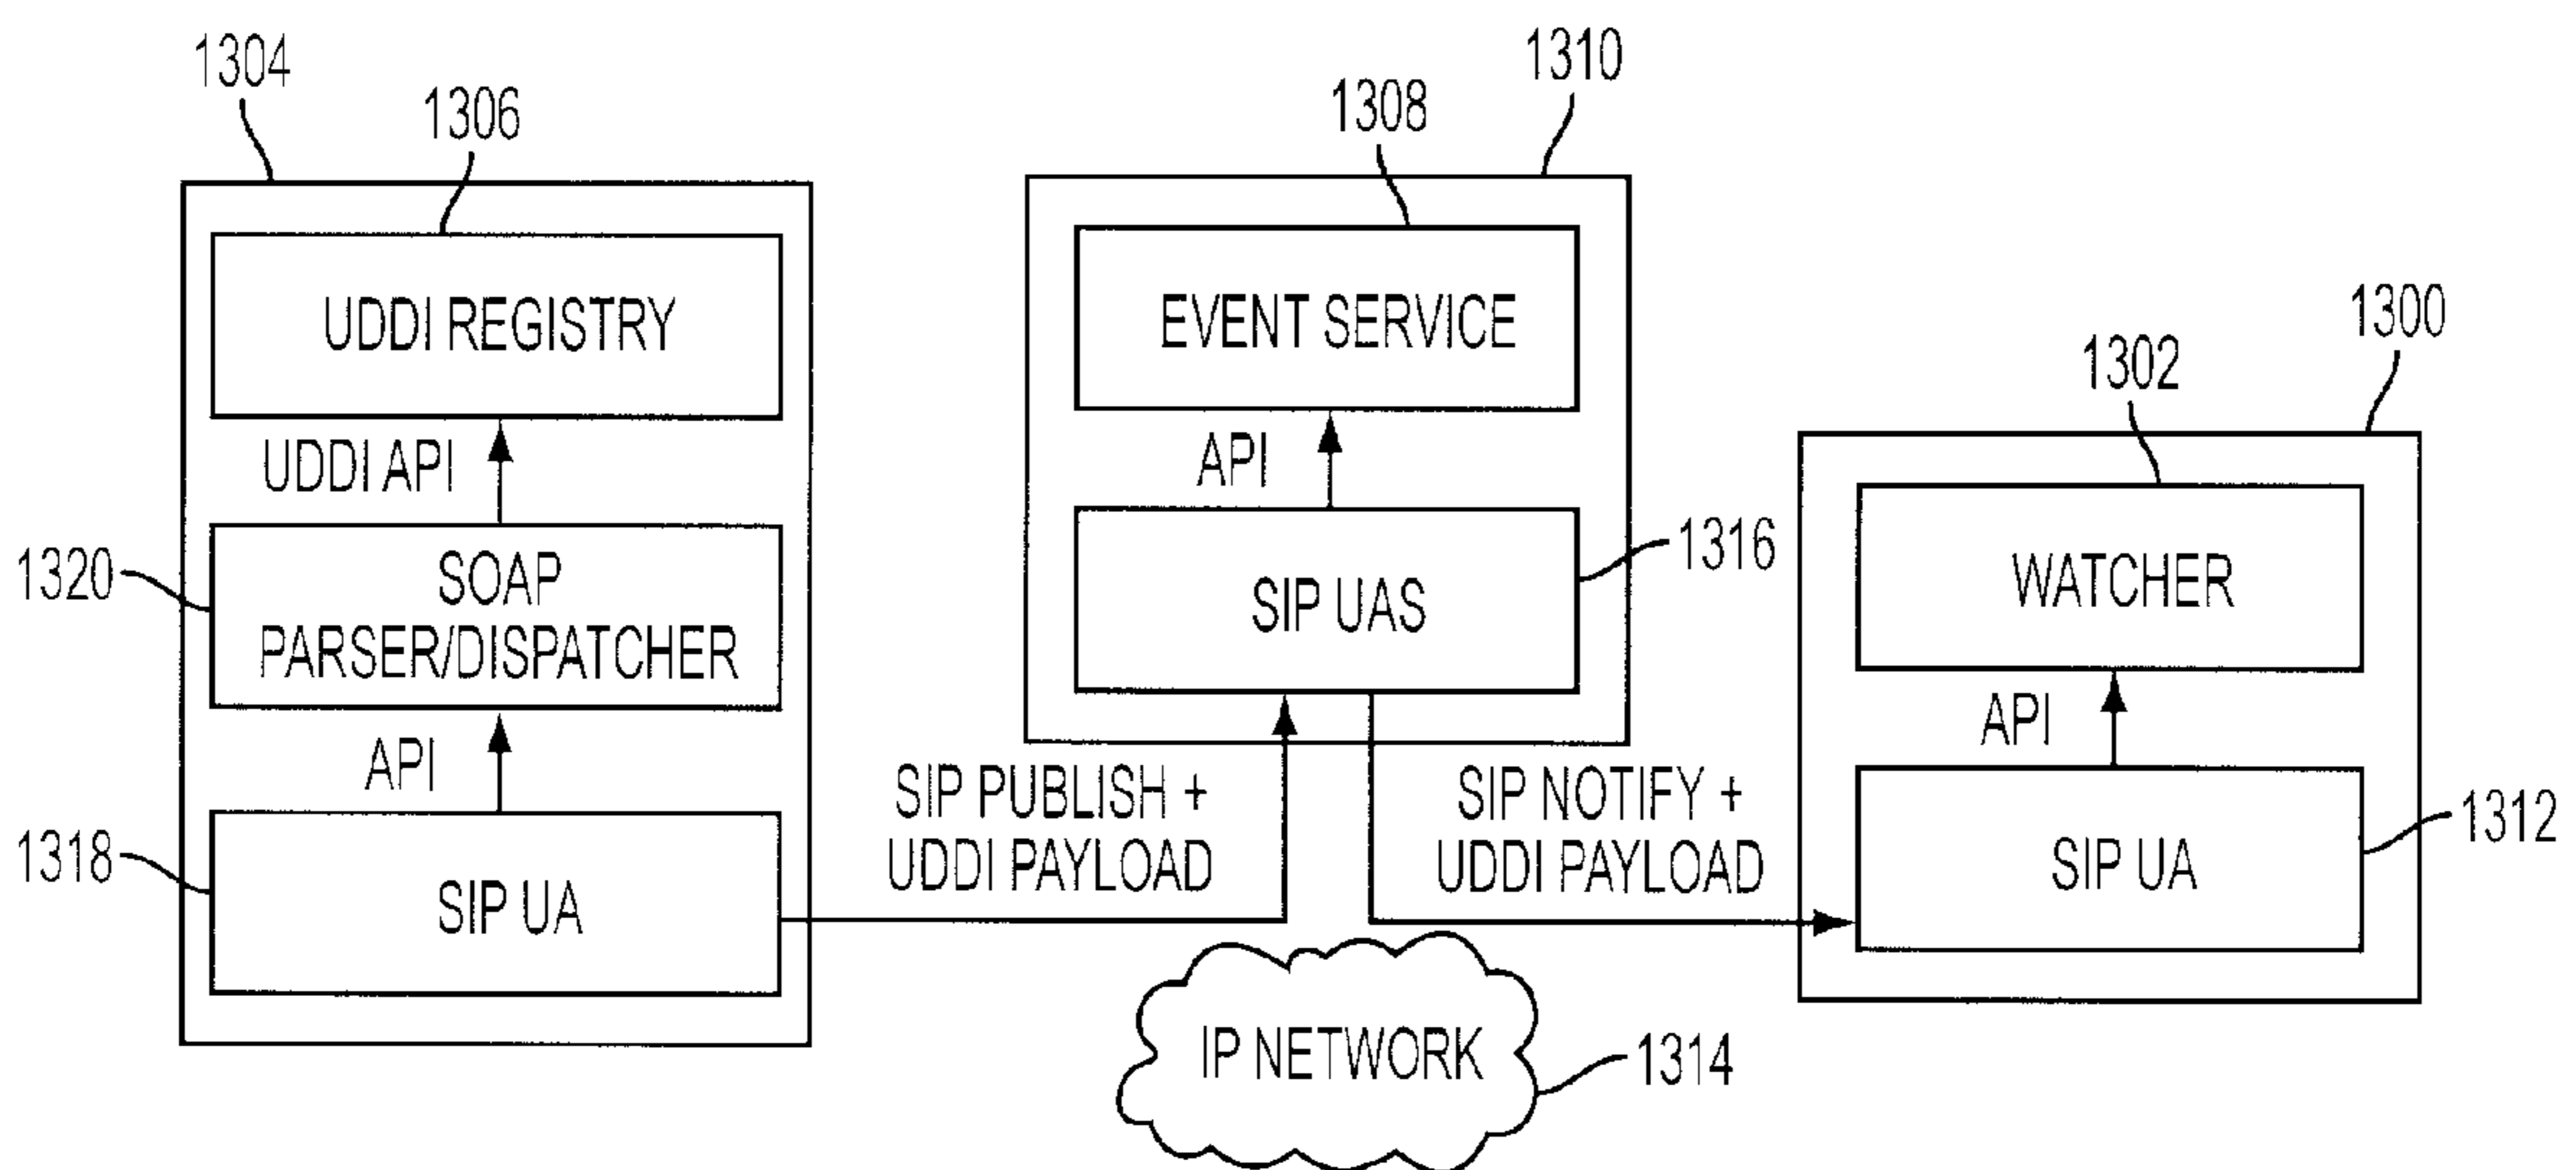 1304
1306
UDDI REGISTRY
UDDI API
1320
SOAP
PARSER/DISPATCHER
API
1318
SIP UA
SIP PUBLISH +
UDDI PAYLOAD
1310
1308
EVENT SERVICE
API
1316
SIP UAS
SIP NOTIFY +
UDDI PAYLOAD
IP NETWORK
1314
1300
1302
WATCHER
API
1312
SIP UA